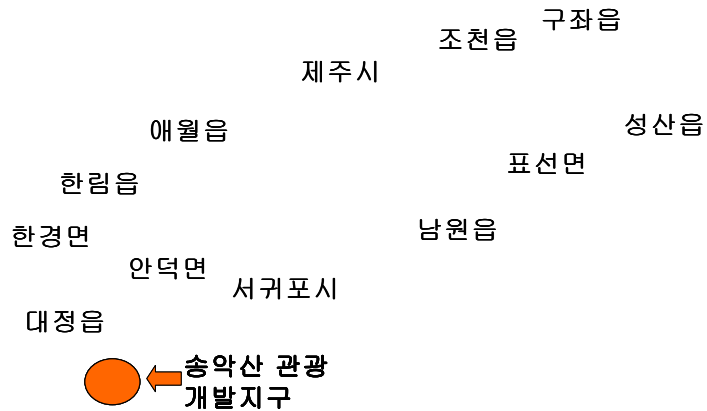 구좌읍
조천읍
제주시
성산읍
애월읍
표선면
한림읍
남원읍
한경면
안덕면
서귀포시
대정읍
송악산 관광
개발지구